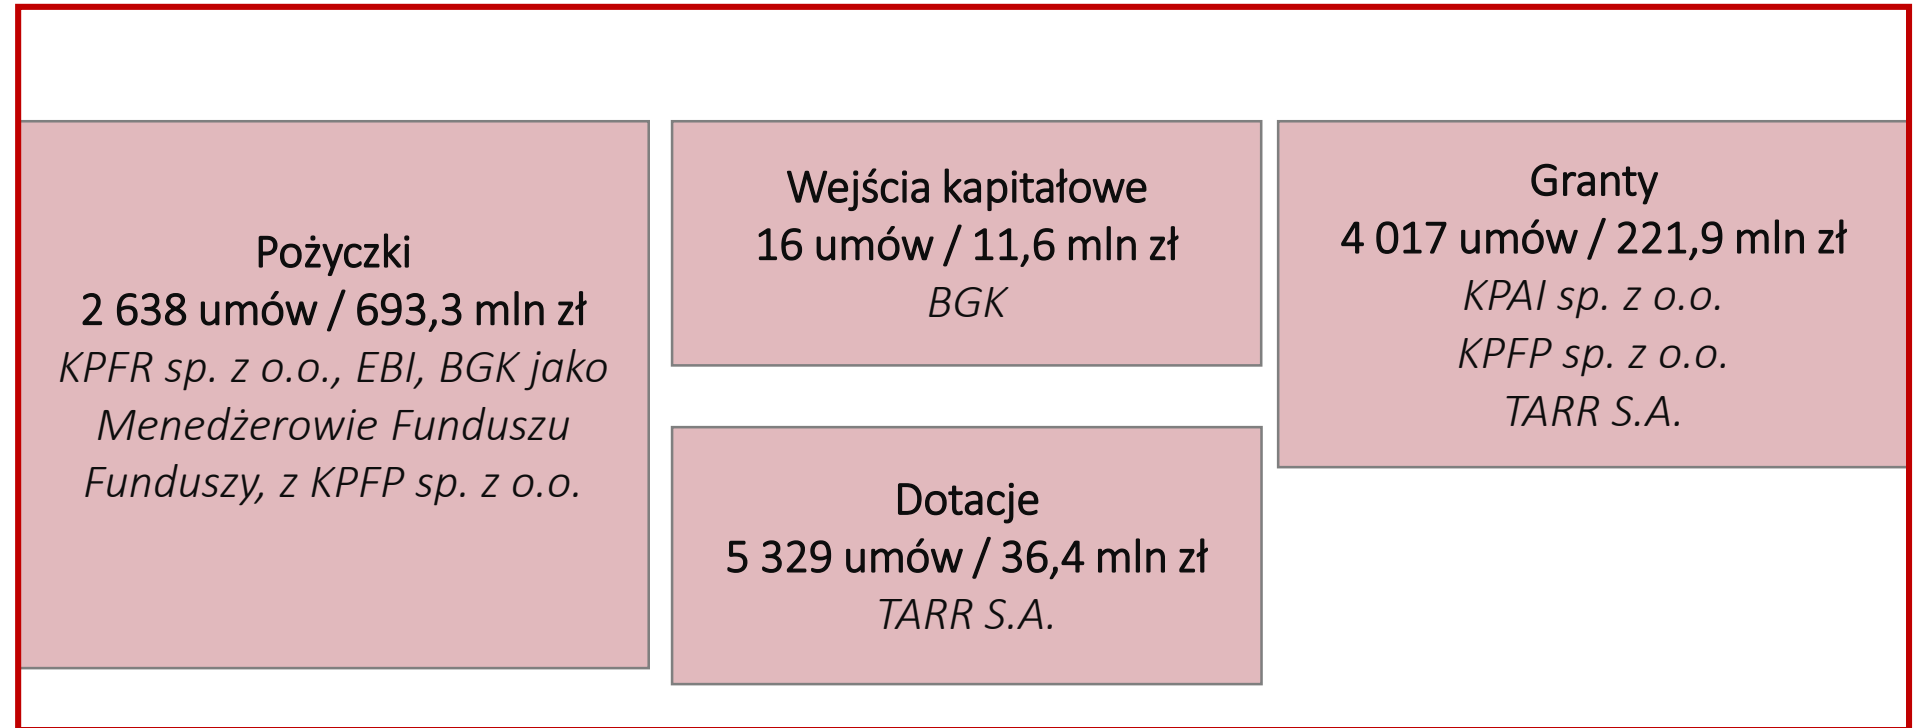 Pożyczki
2 638 umów / 693,3 mln zł
KPFR sp. z o.o., EBI, BGK jako
Menedżerowie Funduszu
Funduszy, z KPFP sp. z o.o.
Wejścia kapitałowe
16 umów / 11,6 mln zł
BGK
Dotacje
5 329 umów / 36,4 mln zł
TARR S.A.
Granty
4 017 umów / 221,9 mln zł
KPAI sp. z o.o.
KPFP sp. z o.o.
TARR S.A.